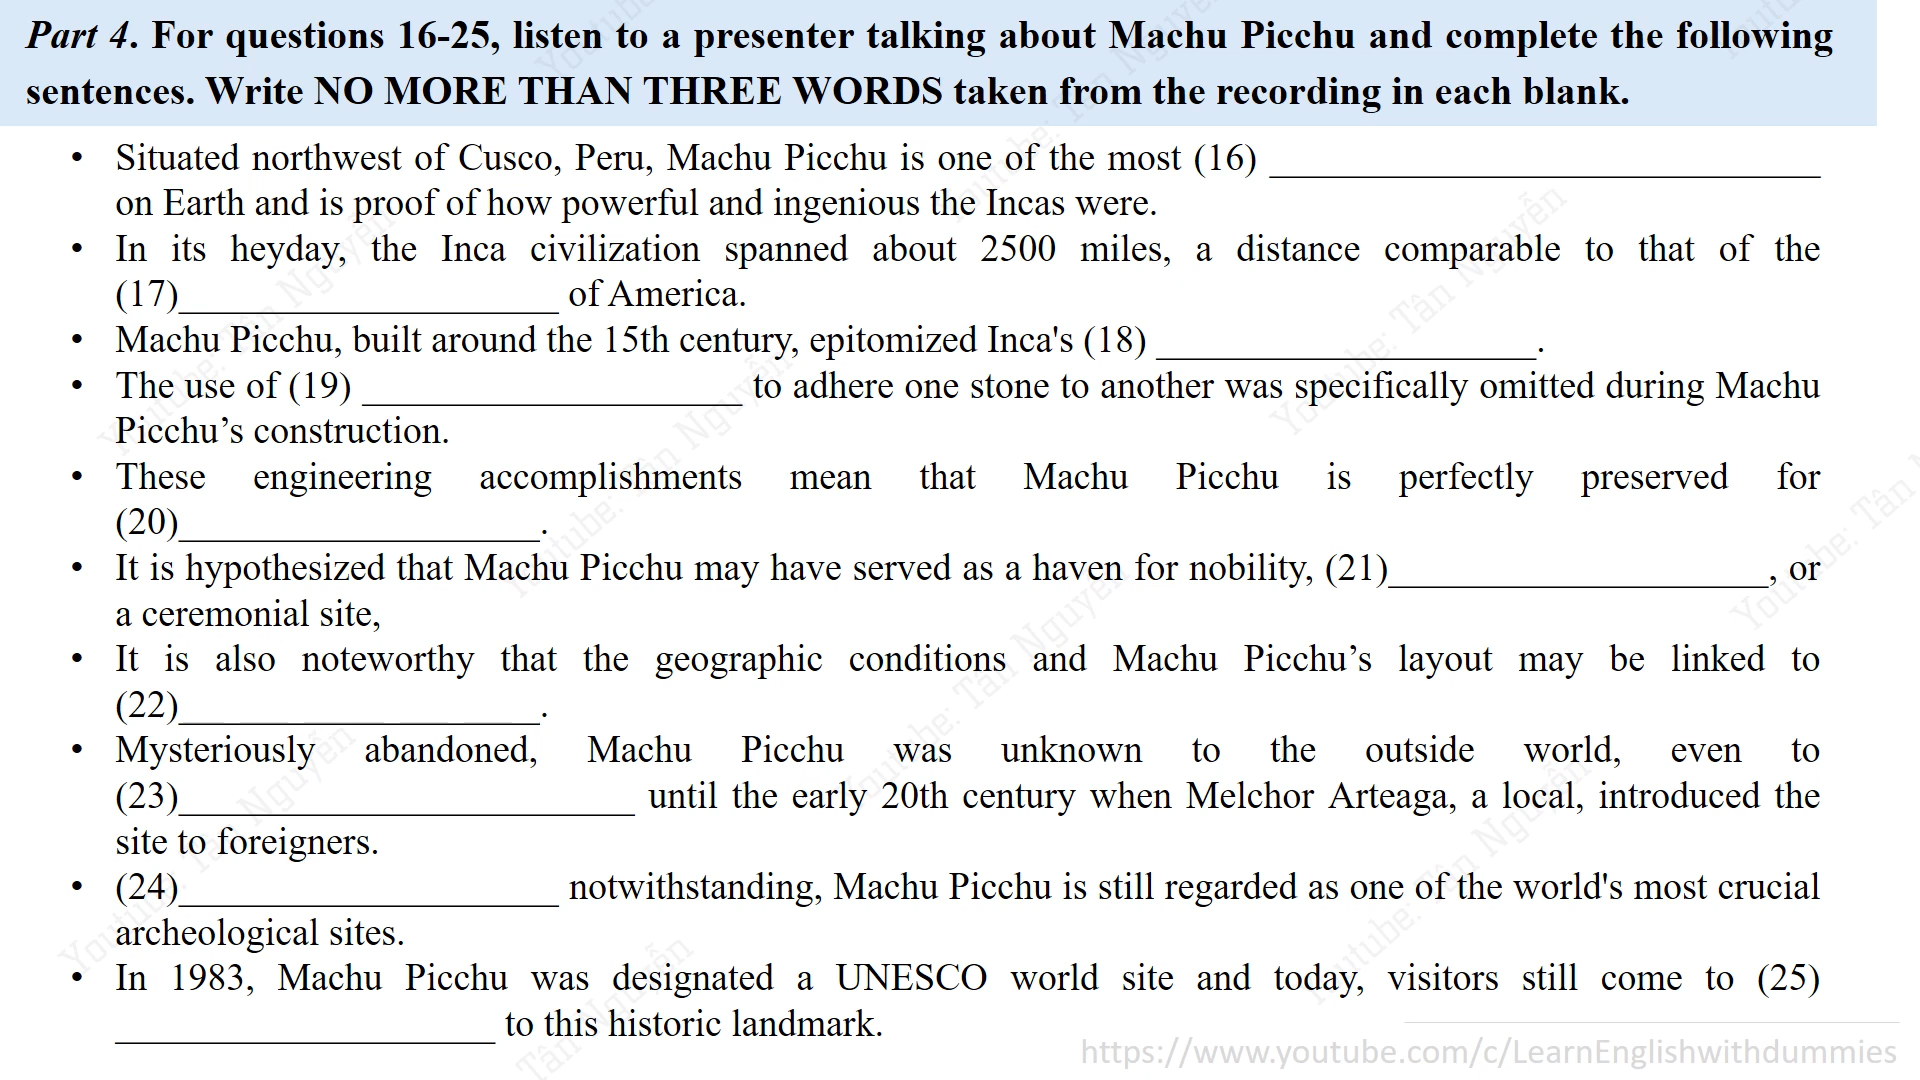 Part 4. For questions 16-25, listen to a presenter talking about Machu Picchu and complete the following
sentences. Write NO MORE THAN THREE WORDS taken from the recording in each blank.
• Situated northwest of Cusco, Peru, Machu Picchu is one of the most (16) ____________________
on Earth and is proof of how powerful and ingenious the Incas were.
• In its heyday, the Inca civilization spanned about 2500 miles, a distance comparable to that of the
(17)____________________ of America.
• Machu Picchu, built around the 15th century, epitomized Inca's (18) ____________________.
• The use of (19) ____________________ to adhere one stone to another was specifically omitted during Machu
Picchu’s construction.
• These engineering accomplishments mean that Machu Picchu is perfectly preserved for
(20)____________________.
• It is hypothesized that Machu Picchu may have served as a haven for nobility, (21)____________________, or
a ceremonial site,
• It is also noteworthy that the geographic conditions and Machu Picchu’s layout may be linked to
(22)____________________.
• Mysteriously abandoned, Machu Picchu was unknown to the outside world, even to
(23)____________________ until the early 20th century when Melchor Arteaga, a local, introduced the
site to foreigners.
• (24)____________________ notwithstanding, Machu Picchu is still regarded as one of the world's most crucial
archeological sites.
• In 1983, Machu Picchu was designated a UNESCO world site and today, visitors still come to (25)
____________________ to this historic landmark.
https://www.youtube.com/c/LearnEnglishwithdummies
Youtube: Tân Nguyễn